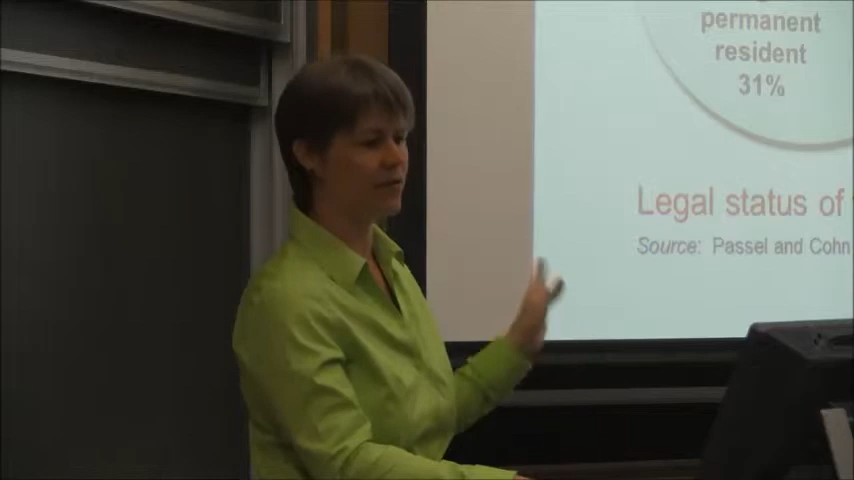 permanent
resident
31%
Legal status of
Source: Passel and Cohn